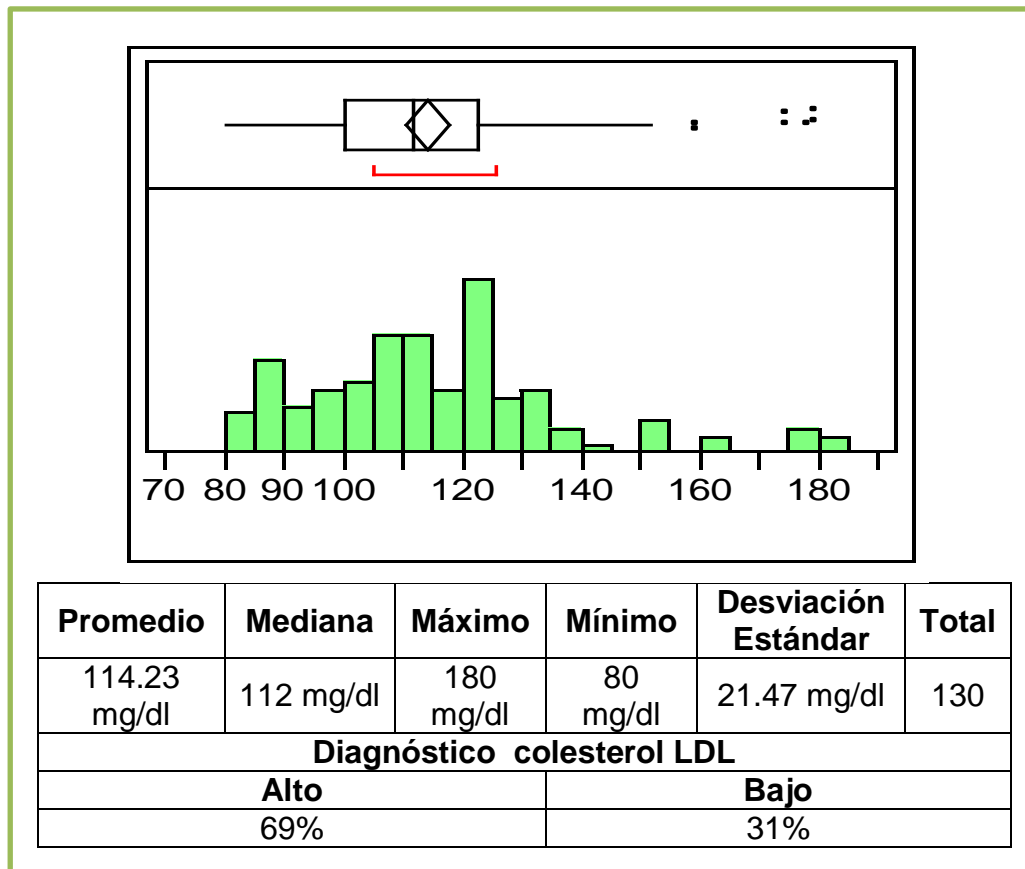 70 80 90 100 120 140 160 180
Promedio Mediana Máximo Mínimo Desviación Estándar Total
114.23 mg/dl 112 mg/dl 180 mg/dl 80 mg/dl 21.47 mg/dl 130
Diagnóstico colesterol LDL
Alto Bajo
69% 31%